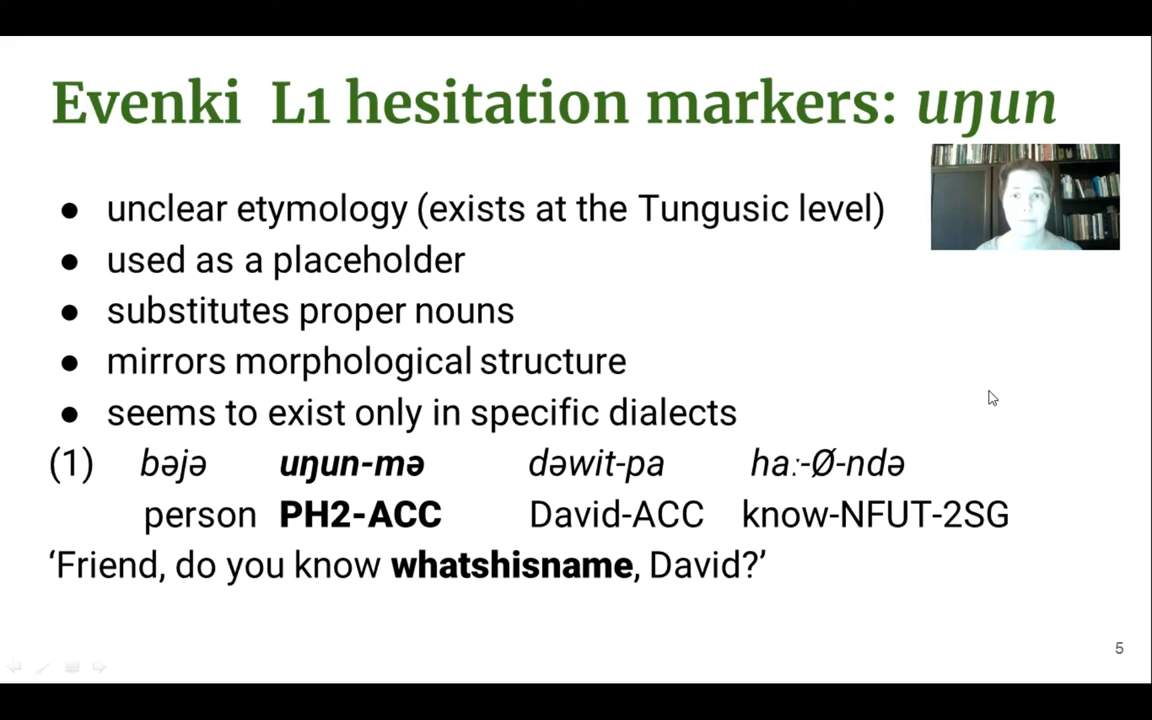 Evenki L1 hesitation markers: uŋun
● unclear etymology (exists at the Tungusic level)
● used as a placeholder
● substitutes proper nouns
● mirrors morphological structure
● seems to exist only in specific dialects
(1) bəjə uŋun-mə dəwit-pa haː-Ø-ndə
person PH2-ACC David-ACC know-NFUT-2SG
‘Friend, do you know whatshisname, David?’
5